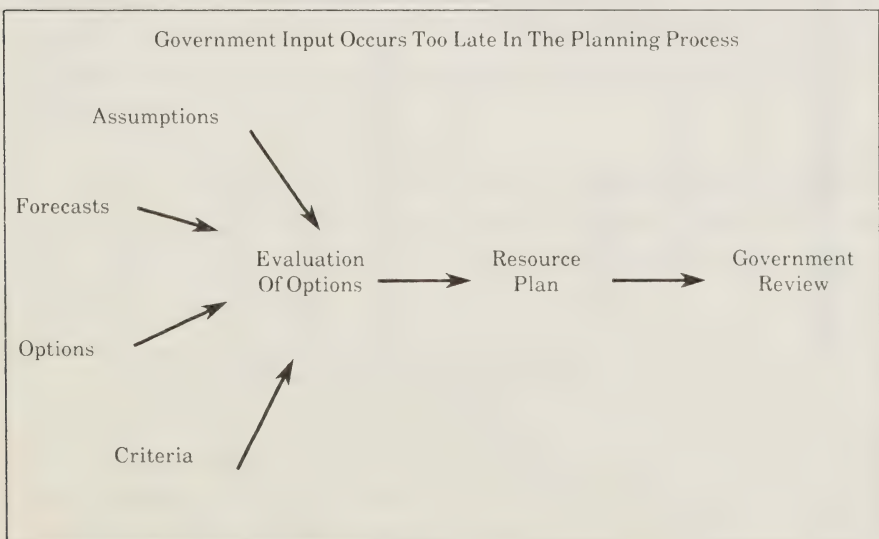 Government Input Occurs Too Late In The Planning Process
Assumptions
Forecasts
Evaluation
Of Options
Resource
Plan
Government
Review
Options
Criteria